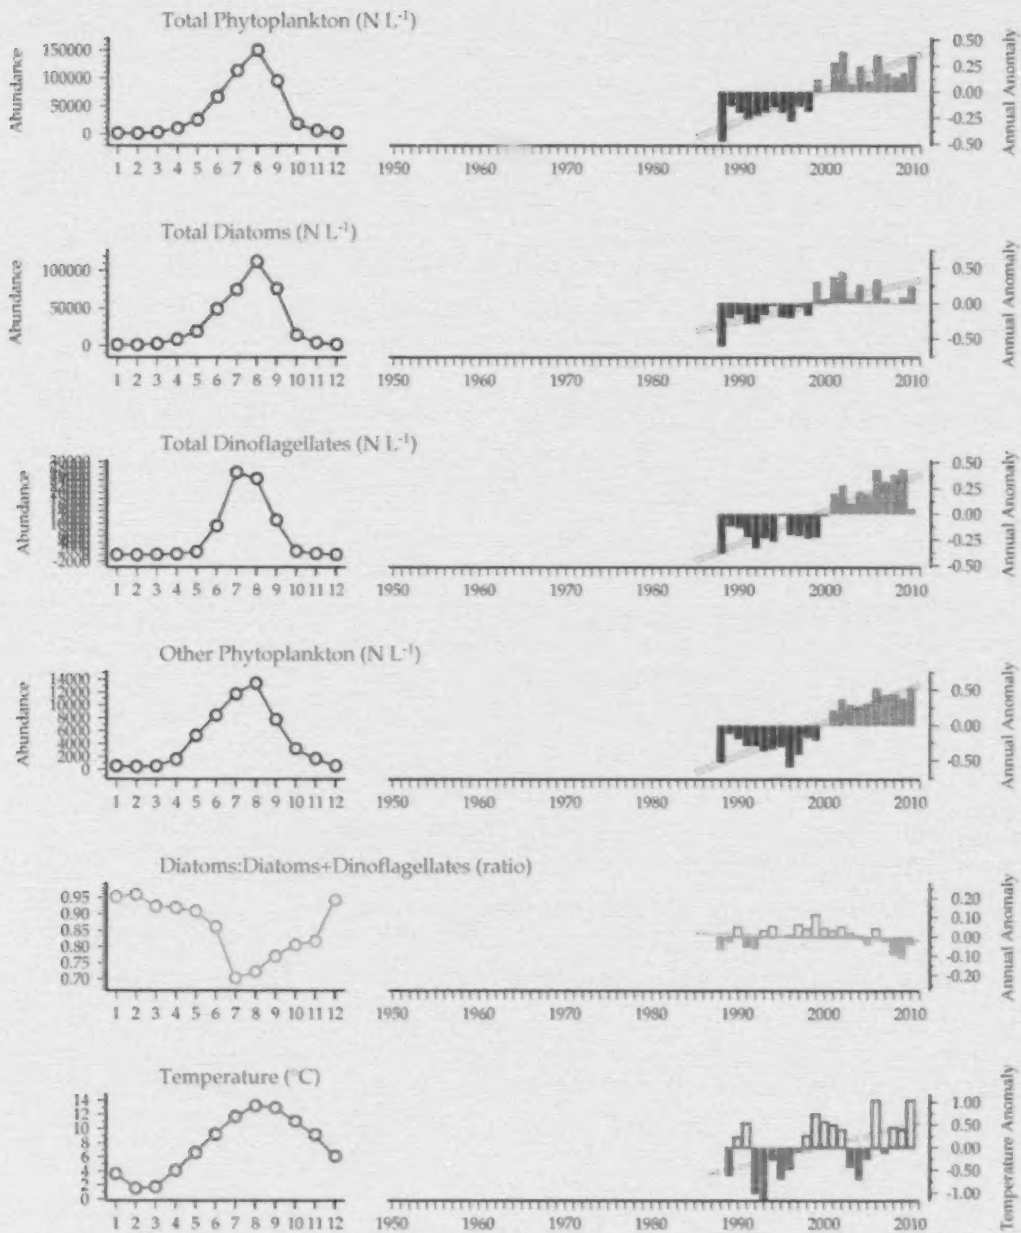 Total Phytoplankton (N L⁻¹)
Abundance
150000
100000
50000
0
1 2 3 4 5 6 7 8 9 10 11 12
1950 1960 1970 1980 1990 2000 2010
0.50
0.25
0.00
-0.25
-0.50
Annual Anomaly
Total Diatoms (N L⁻¹)
Abundance
100000
50000
0
1 2 3 4 5 6 7 8 9 10 11 12
1950 1960 1970 1980 1990 2000 2010
0.50
0.00
-0.50
Annual Anomaly
Total Dinoflagellates (N L⁻¹)
Abundance
-2000
1 2 3 4 5 6 7 8 9 10 11 12
1950 1960 1970 1980 1990 2000 2010
0.50
0.25
0.00
-0.25
-0.50
Annual Anomaly
Other Phytoplankton (N L⁻¹)
Abundance
14000
12000
10000
8000
6000
4000
2000
0
1 2 3 4 5 6 7 8 9 10 11 12
1950 1960 1970 1980 1990 2000 2010
0.50
0.00
-0.50
Annual Anomaly
Diatoms:Diatoms+Dinoflagellates (ratio)
0.95
0.90
0.85
0.80
0.75
0.70
1 2 3 4 5 6 7 8 9 10 11 12
1950 1960 1970 1980 1990 2000 2010
0.20
0.10
0.00
-0.10
-0.20
Annual Anomaly
Temperature (°C)
14
12
10
8
6
4
2
0
1 2 3 4 5 6 7 8 9 10 11 12
1950 1960 1970 1980 1990 2000 2010
1.00
0.50
0.00
-0.50
-1.00
Temperature Anomaly